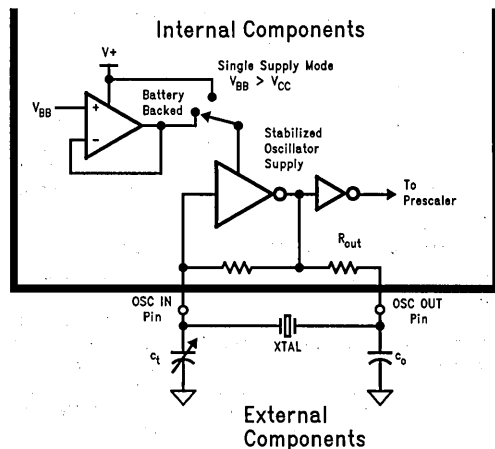 Internal Components
V+
Single Supply Mode
VBB > VCC
Battery
Backed
VBB
+
-
Stabilized
Oscillator
Supply
To
Prescaler
Rout
OSC IN
Pin
OSC OUT
Pin
XTAL
ct
co
External
Components